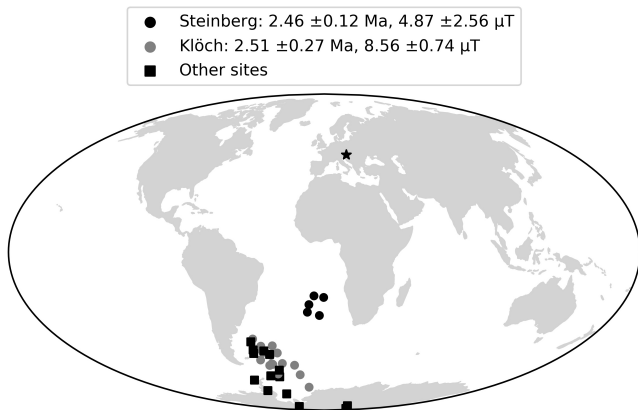 Steinberg: 2.46 ±0.12 Ma, 4.87 ±2.56 μT
Klöch: 2.51 ±0.27 Ma, 8.56 ±0.74 μT
Other sites